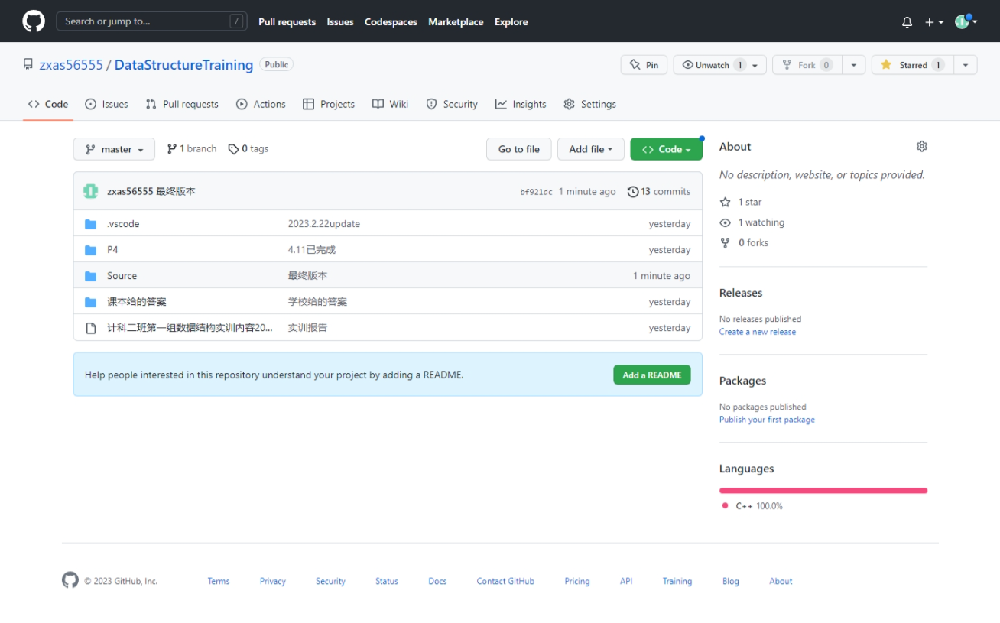 Search or jump to... / Pull requests Issues Codespaces Marketplace Explore
zxas56555 / DataStructureTraining Public Pin Unwatch 1 Fork 0 Starred 1
Code Issues Pull requests Actions Projects Wiki Security Insights Settings
master 1 branch 0 tags Go to file Add file Code
zxas56555 最终版本 bf921dc 1 minute ago 13 commits
.vscode 2023.2.22update yesterday
P4 4.11已完成 yesterday
Source 最终版本 1 minute ago
课本给的答案 学校给的答案 yesterday
计科二班第一组数据结构实训内容20... 实训报告 yesterday
Help people interested in this repository understand your project by adding a README. Add a README
About
No description, website, or topics provided.
1 star
1 watching
0 forks
Releases
No releases published
Create a new release
Packages
No packages published
Publish your first package
Languages
C++ 100.0%
© 2023 GitHub, Inc. Terms Privacy Security Status Docs Contact GitHub Pricing API Training Blog About